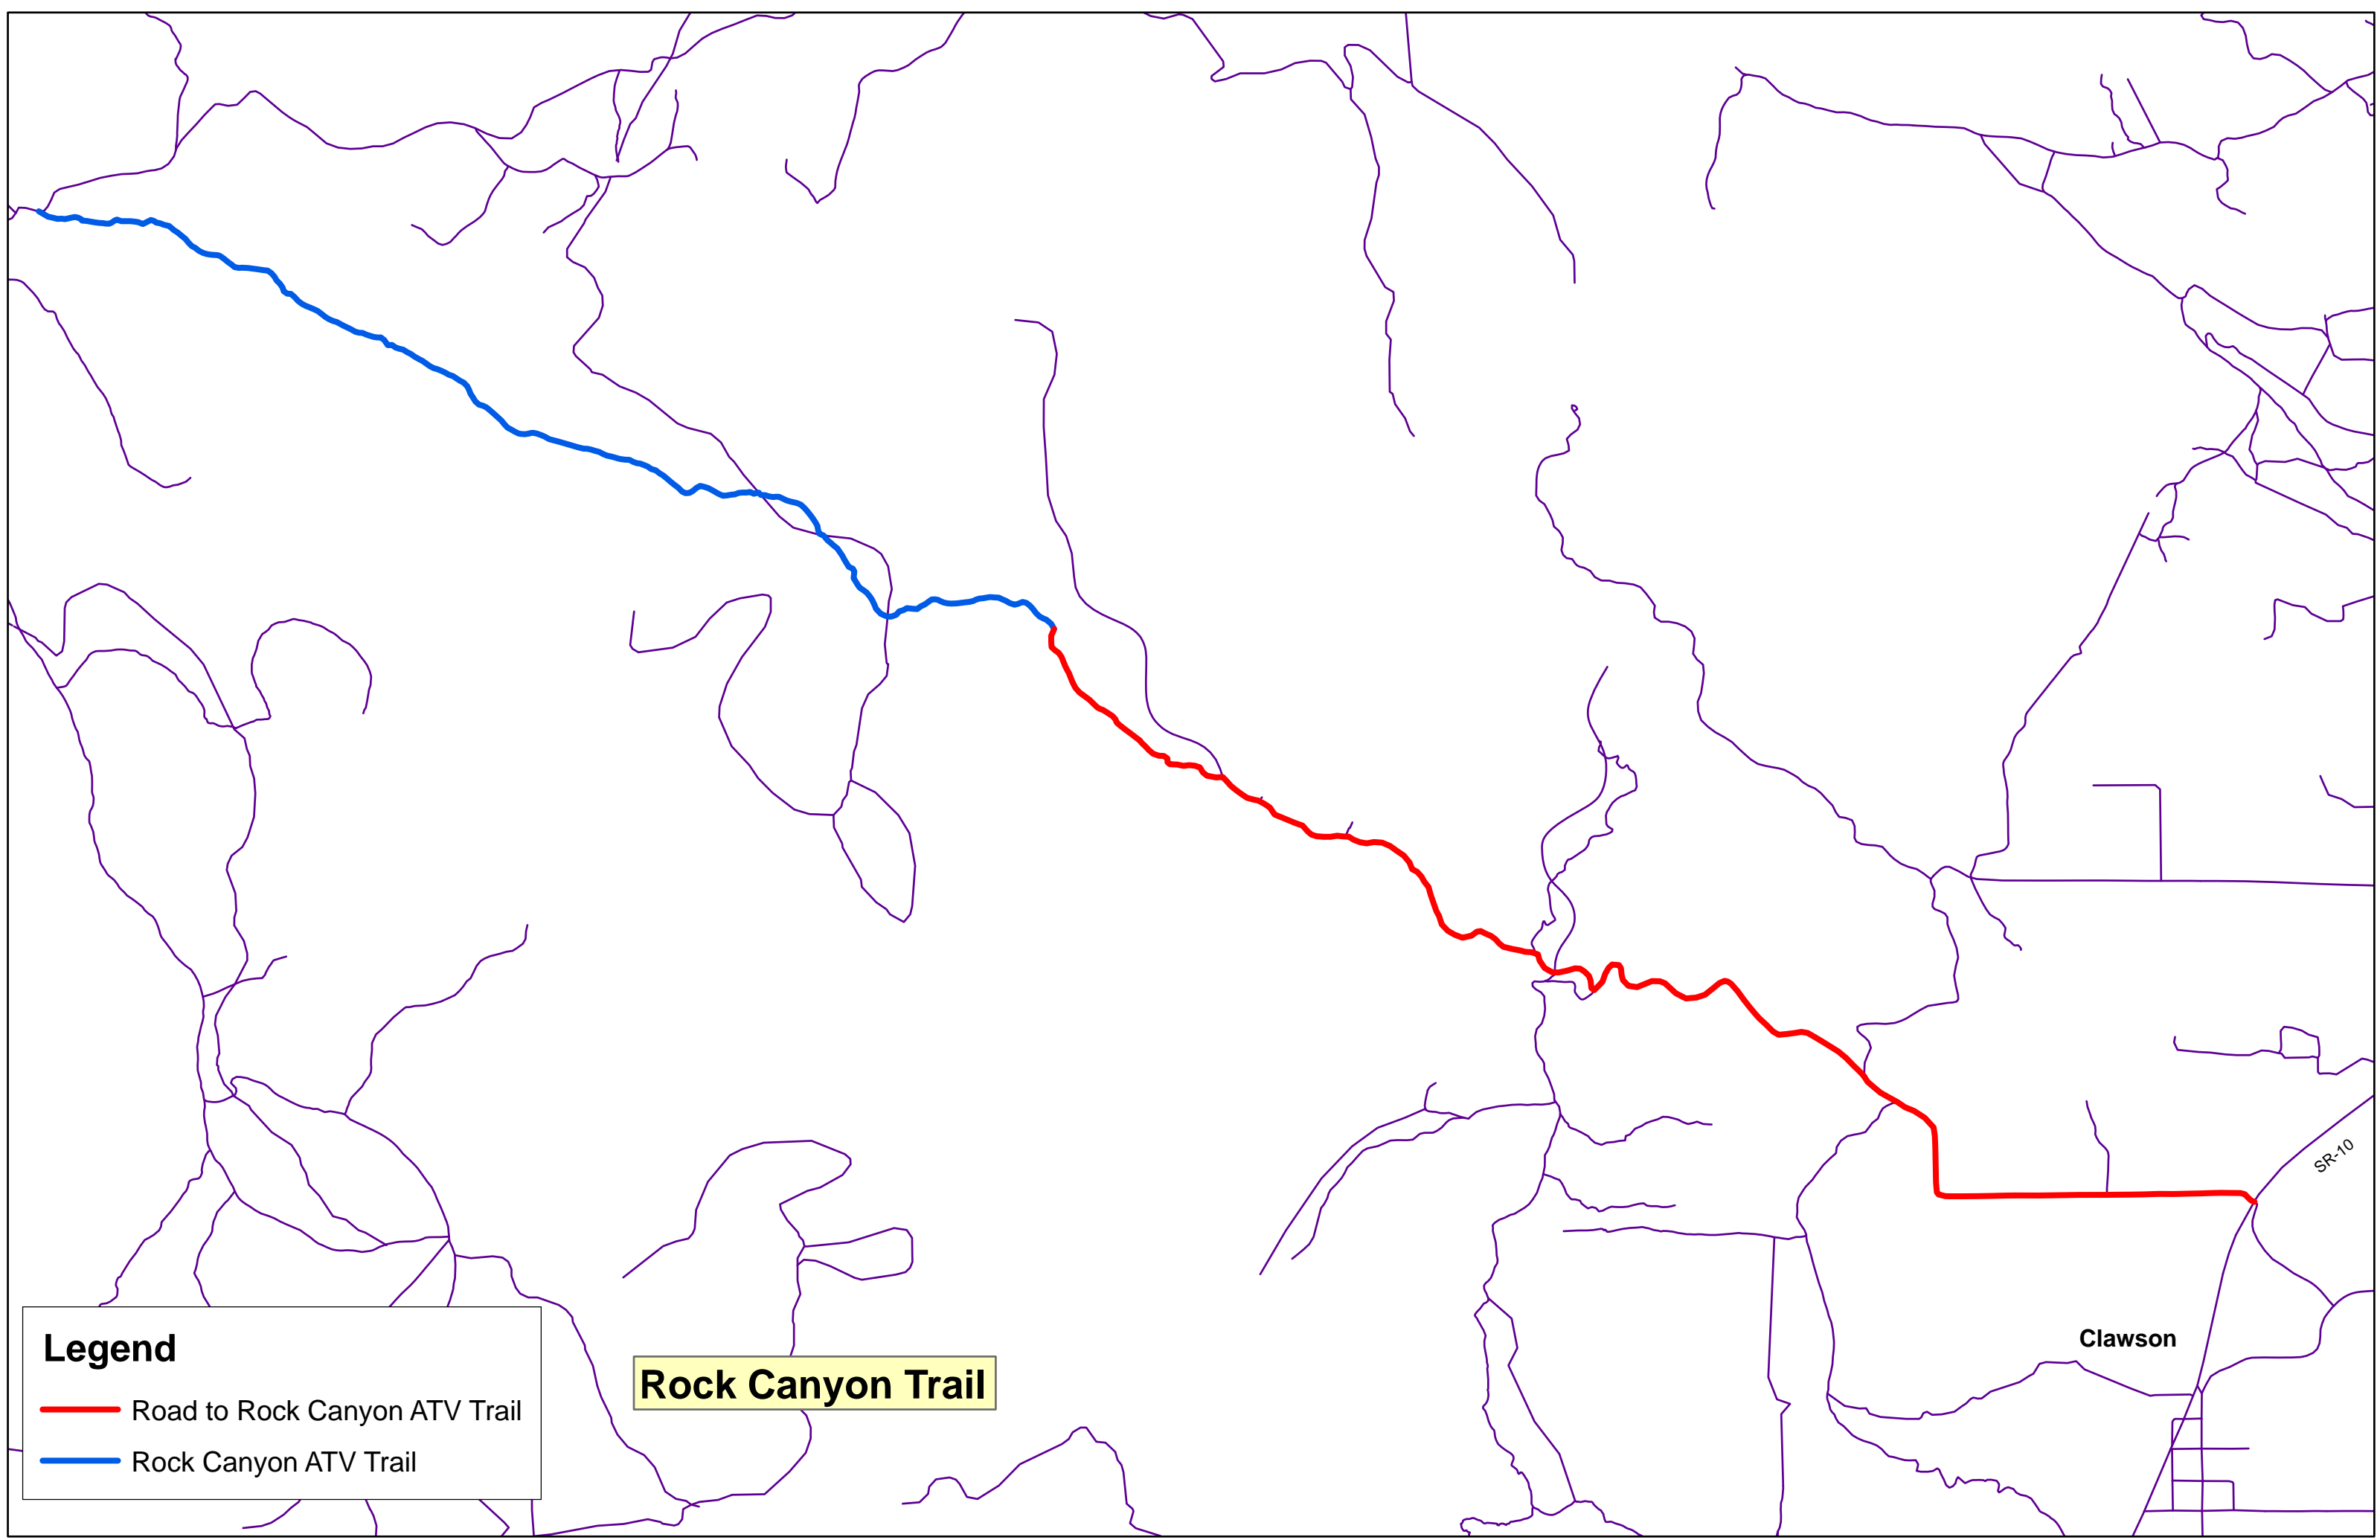 SR-10
Clawson
Legend
Road to Rock Canyon ATV Trail
Rock Canyon ATV Trail
Rock Canyon Trail